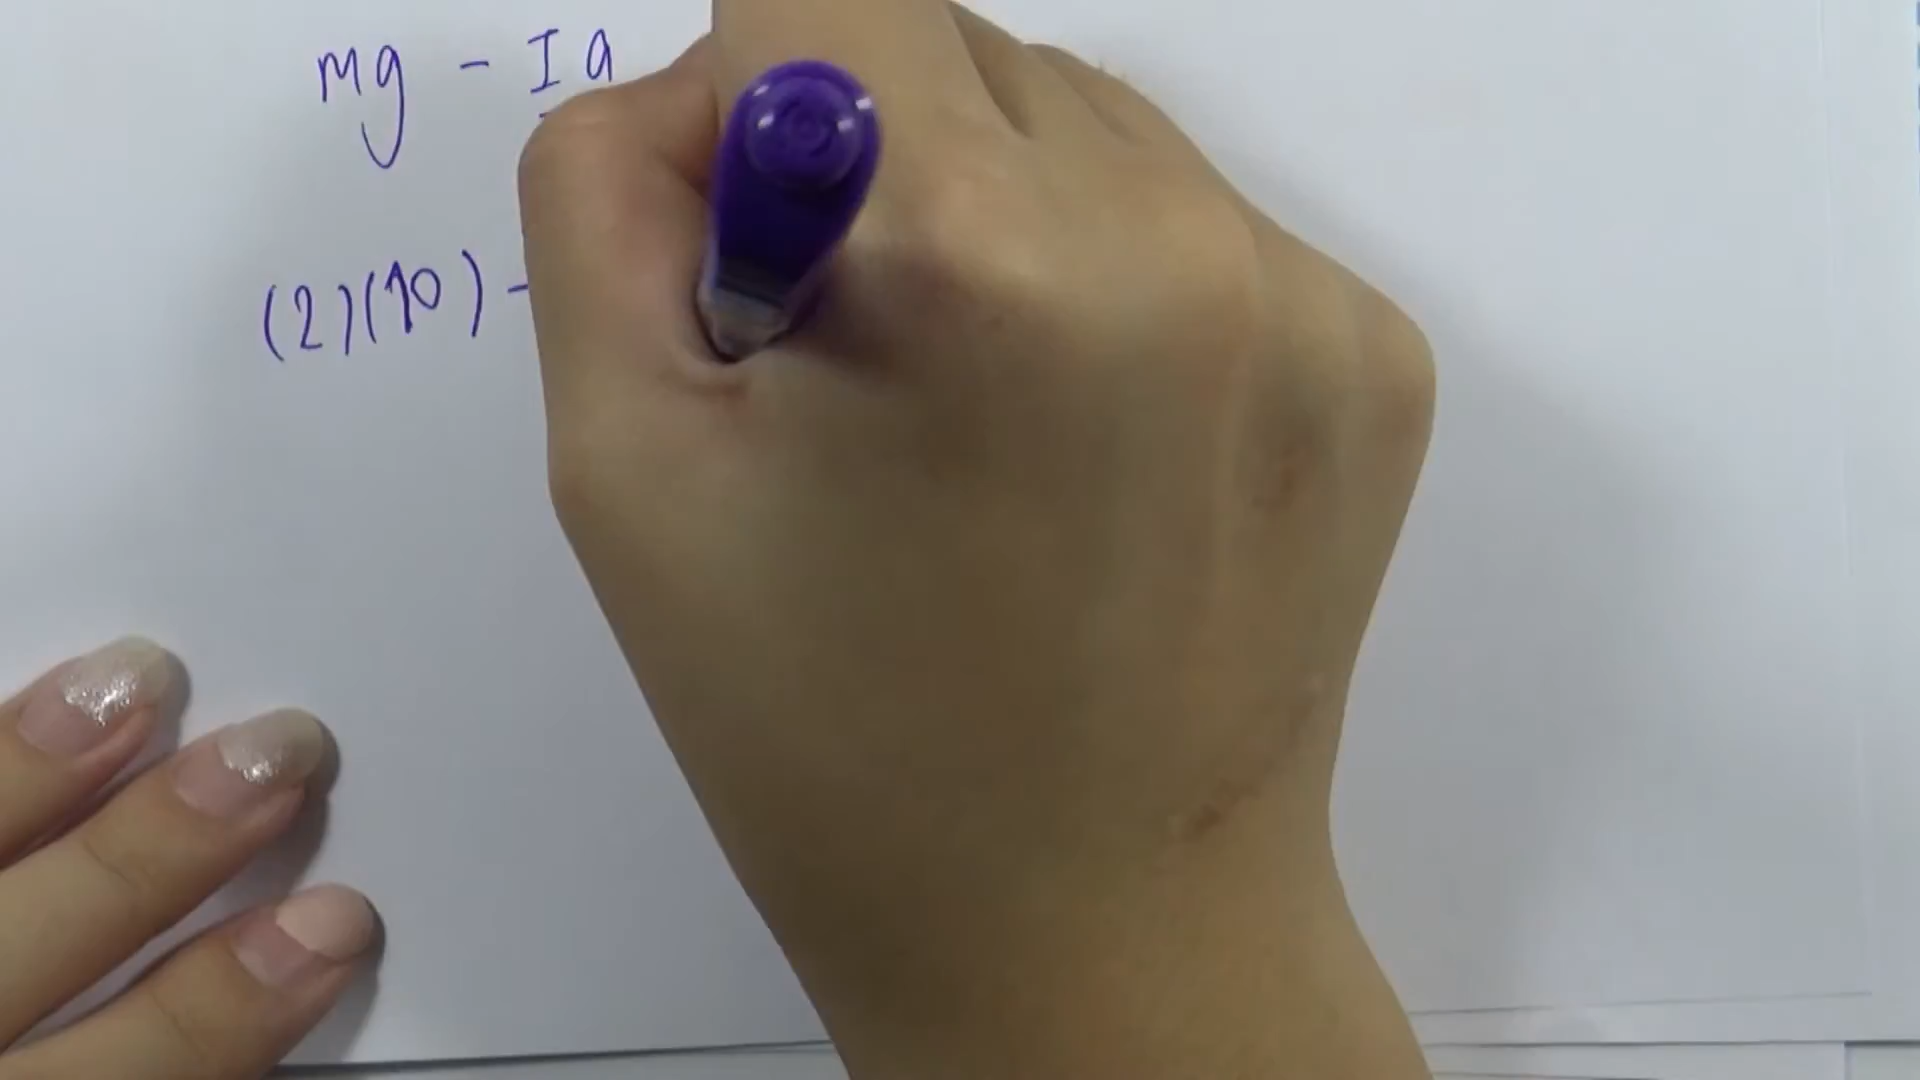 mg - Ia
(2)(10) -